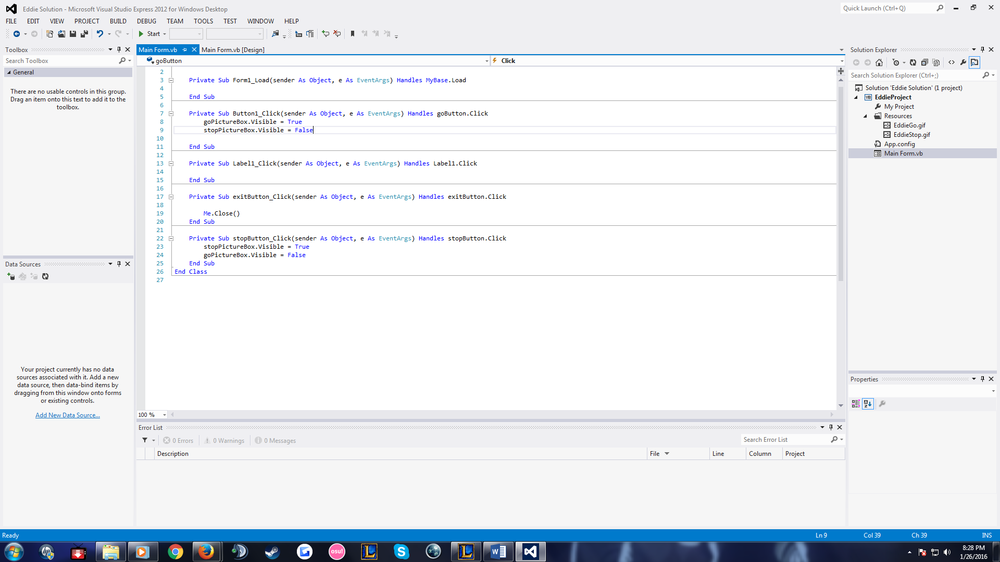 Eddie Solution - Microsoft Visual Studio Express 2012 for Windows Desktop
Quick Launch (Ctrl+Q)
FILE EDIT VIEW PROJECT BUILD DEBUG TEAM TOOLS TEST WINDOW HELP
Start
Toolbox
Search Toolbox
General
There are no usable controls in this group.
Drag an item onto this text to add it to the
toolbox.
Data Sources
Your project currently has no data
sources associated with it. Add a new
data source, then data-bind items by
dragging from this window onto forms
or existing controls.
Add New Data Source...
Main Form.vb
Main Form.vb [Design]
goButton
Click
2
3 Private Sub Form1_Load(sender As Object, e As EventArgs) Handles MyBase.Load
4
5 End Sub
6
7 Private Sub Button1_Click(sender As Object, e As EventArgs) Handles goButton.Click
8 goPictureBox.Visible = True
9 stopPictureBox.Visible = False
10
11 End Sub
12
13 Private Sub Label1_Click(sender As Object, e As EventArgs) Handles Label1.Click
14
15 End Sub
16
17 Private Sub exitButton_Click(sender As Object, e As EventArgs) Handles exitButton.Click
18
19 Me.Close()
20 End Sub
21
22 Private Sub stopButton_Click(sender As Object, e As EventArgs) Handles stopButton.Click
23 stopPictureBox.Visible = True
24 goPictureBox.Visible = False
25 End Sub
26 End Class
27
100 %
Error List
0 Errors
0 Warnings
0 Messages
Search Error List
Description File Line Column Project
Solution Explorer
Search Solution Explorer (Ctrl+;)
Solution 'Eddie Solution' (1 project)
VB EddieProject
My Project
Resources
EddieGo.gif
EddieStop.gif
App.config
Main Form.vb
Properties
Ready
Ln 9
Col 39
Ch 39
INS
hp
osu!
L
S
L
W
8:28 PM
1/26/2016